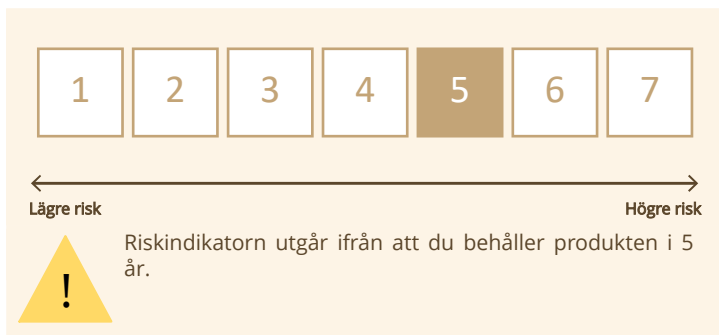 1 2 3 4 5 6 7
Lägre risk Högre risk
Riskindikatorn utgår ifrån att du behåller produkten i 5
år.
!